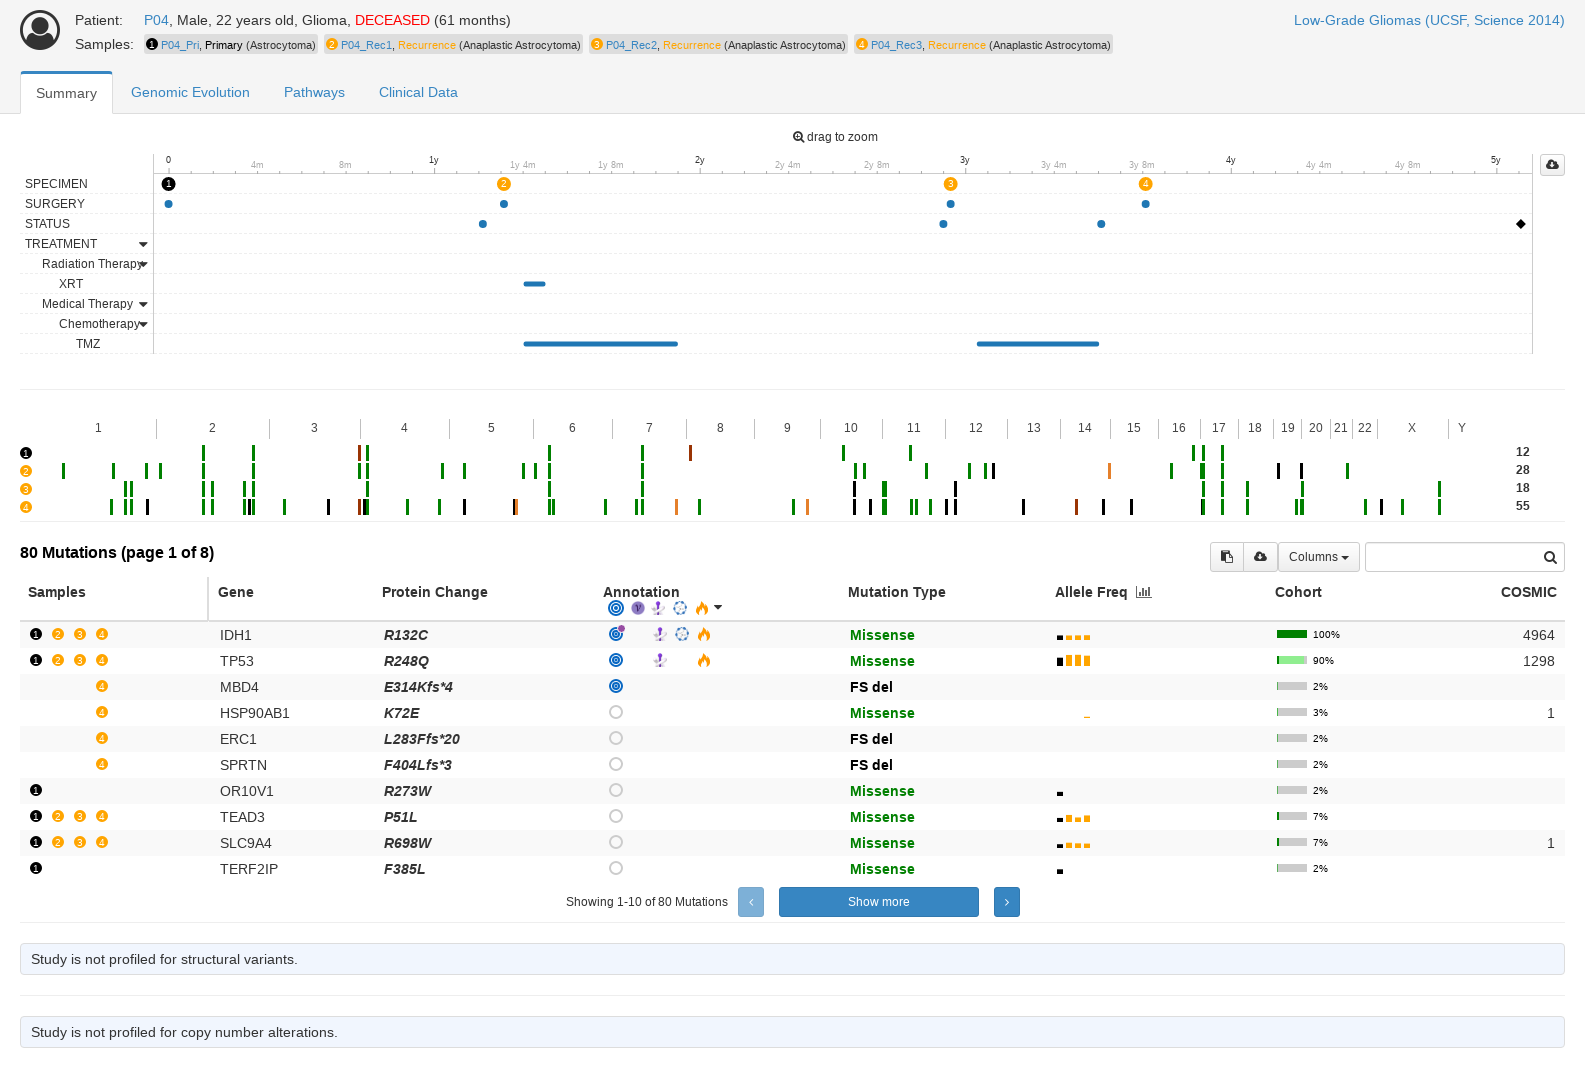 Patient: P04, Male, 22 years old, Glioma, DECEASED (61 months) Low-Grade Gliomas (UCSF, Science 2014)
Samples: 1 P04_Pri, Primary (Astrocytoma) 2 P04_Rec1, Recurrence (Anaplastic Astrocytoma) 3 P04_Rec2, Recurrence (Anaplastic Astrocytoma) 4 P04_Rec3, Recurrence (Anaplastic Astrocytoma)
Summary Genomic Evolution Pathways Clinical Data
drag to zoom
0 4m 8m 1y 1y 4m 1y 8m 2y 2y 4m 2y 8m 3y 3y 4m 3y 8m 4y 4y 4m 4y 8m 5y
SPECIMEN 1 2 3 4
SURGERY
STATUS
TREATMENT
Radiation Therapy
XRT
Medical Therapy
Chemotherapy
TMZ
1 2 3 4 5 6 7 8 9 10 11 12 13 14 15 16 17 18 19 20 21 22 X Y
1 12
2 28
3 18
4 55
80 Mutations (page 1 of 8) Columns
Samples Gene Protein Change Annotation Mutation Type Allele Freq Cohort COSMIC
1 2 3 4 IDH1 R132C Missense 100% 4964
1 2 3 4 TP53 R248Q Missense 90% 1298
4 MBD4 E314Kfs*4 FS del 2%
4 HSP90AB1 K72E Missense 3% 1
4 ERC1 L283Ffs*20 FS del 2%
4 SPRTN F404Lfs*3 FS del 2%
1 OR10V1 R273W Missense 2%
1 2 3 4 TEAD3 P51L Missense 7%
1 2 3 4 SLC9A4 R698W Missense 7% 1
1 TERF2IP F385L Missense 2%
Showing 1-10 of 80 Mutations ‹ Show more ›
Study is not profiled for structural variants.
Study is not profiled for copy number alterations.